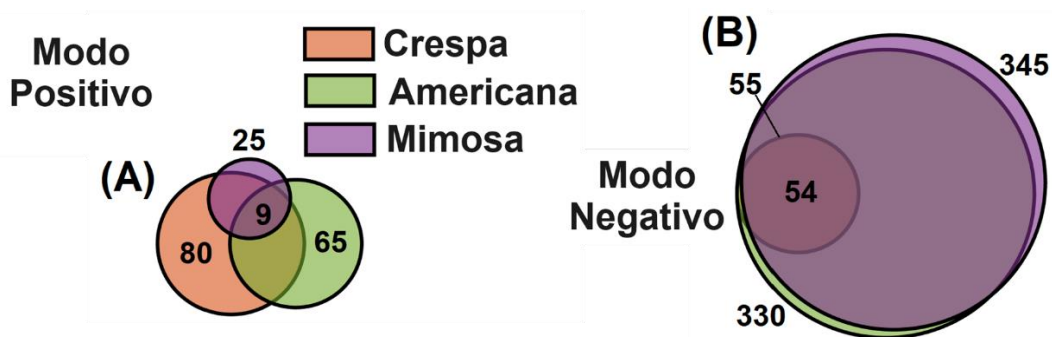 Modo
Positivo
Crespa
Americana
Mimosa
(A)
25
9
80
65
(B)
345
55
54
Modo
Negativo
330